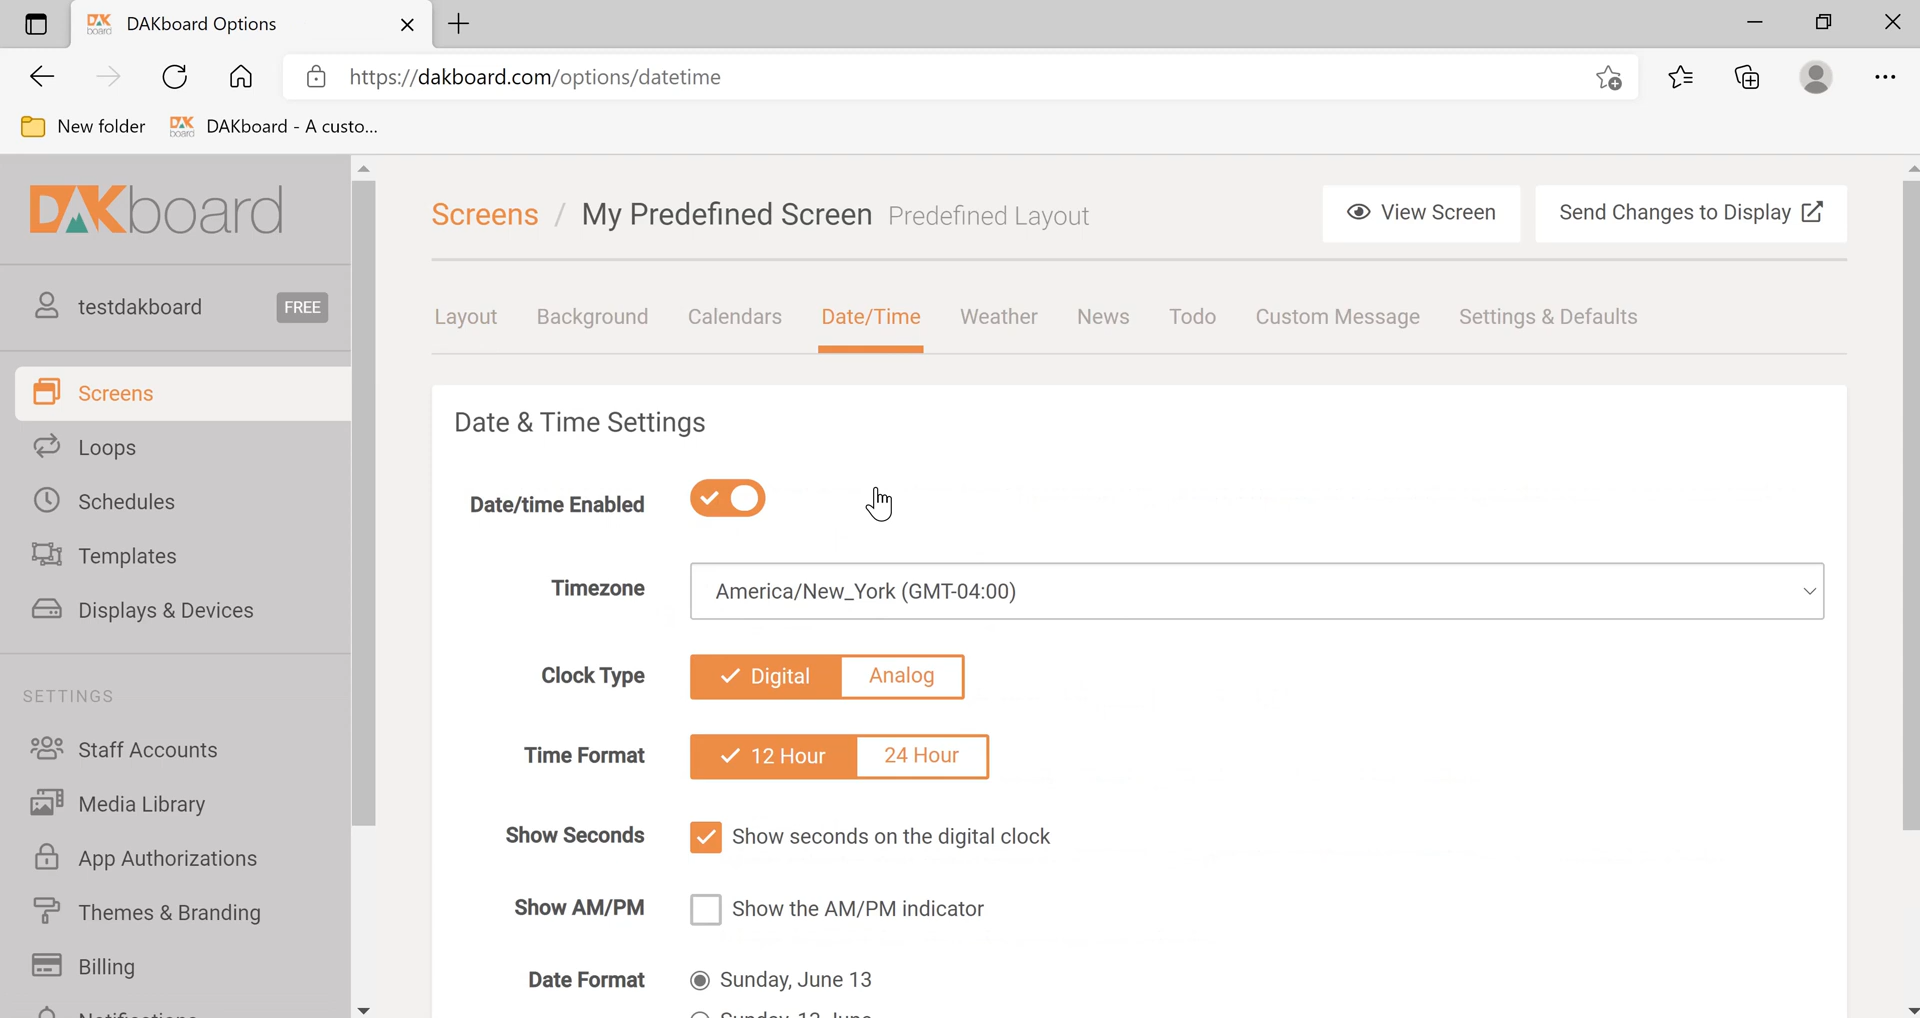 DAKboard Options
https://dakboard.com/options/datetime
New folder
DAKboard - A custo...
DAKboard
testdakboard FREE
Screens
Loops
Schedules
Templates
Displays & Devices
SETTINGS
Staff Accounts
Media Library
App Authorizations
Themes & Branding
Billing
Notifications
Screens / My Predefined Screen Predefined Layout
View Screen
Send Changes to Display
Layout Background Calendars Date/Time Weather News Todo Custom Message Settings & Defaults
Date & Time Settings
Date/time Enabled
Timezone America/New_York (GMT-04:00)
Clock Type Digital Analog
Time Format 12 Hour 24 Hour
Show Seconds Show seconds on the digital clock
Show AM/PM Show the AM/PM indicator
Date Format Sunday, June 13